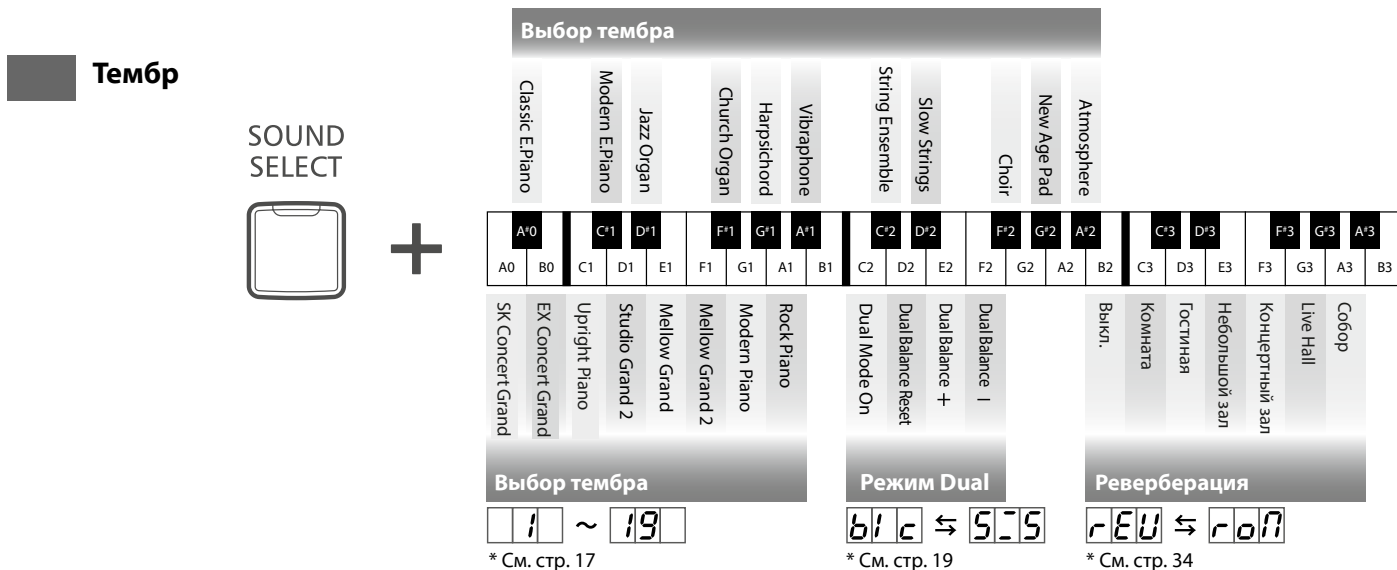 Выбор тембра
Тембр
SOUND
SELECT
+
Classic E.Piano
Modern E.Piano
Jazz Organ
Church Organ
Harpsichord
Vibraphone
String Ensemble
Slow Strings
Choir
New Age Pad
Atmosphere
A#0 C#1 D#1 F#1 G#1 A#1 C#2 D#2 F#2 G#2 A#2 C#3 D#3 F#3 G#3 A#3
A0 B0 C1 D1 E1 F1 G1 A1 B1 C2 D2 E2 F2 G2 A2 B2 C3 D3 E3 F3 G3 A3 B3
SK Concert Grand
EX Concert Grand
Upright Piano
Studio Grand 2
Mellow Grand
Mellow Grand 2
Modern Piano
Rock Piano
Dual Mode On
Dual Balance Reset
Dual Balance +
Dual Balance –
Выкл.
Комната
Гостиная
Небольшой зал
Концертный зал
Live Hall
Собор
Выбор тембра Режим Dual Реверберация
1 ~ 19 b1c ⇆ S-_S rEU ⇆ roП
* См. стр. 17 * См. стр. 19 * См. стр. 34